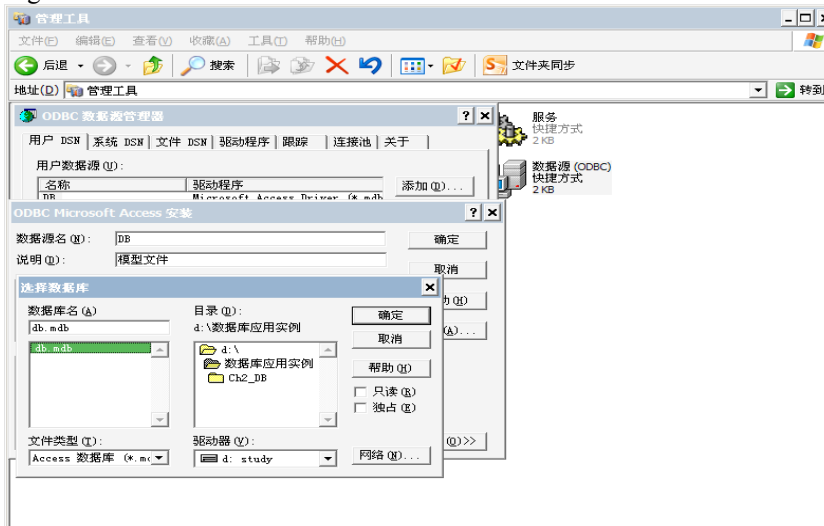 管理工具
文件(F) 编辑(E) 查看(V) 收藏(A) 工具(T) 帮助(H)
后退 搜索 文件夹同步
地址(D) 管理工具 转到
ODBC 数据源管理器
用户 DSN 系统 DSN 文件 DSN 驱动程序 跟踪 连接池 关于
用户数据源(U):
名称 驱动程序 添加(D)...
服务
快捷方式
2 KB
数据源 (ODBC)
快捷方式
2 KB
ODBC Microsoft Access 安装
数据源名(N): DB 确定
说明(D): 模型文件
取消
选择数据库
数据库名(A) 目录(D): 确定
db.mdb d:\数据库应用实例
取消
db.mdb d:\
数据库应用实例 帮助(H)
Ch2_DB
只读(R)
独占(E)
文件类型(T): 驱动器(V):
Access 数据库 (*.m d: study 网络(N)...